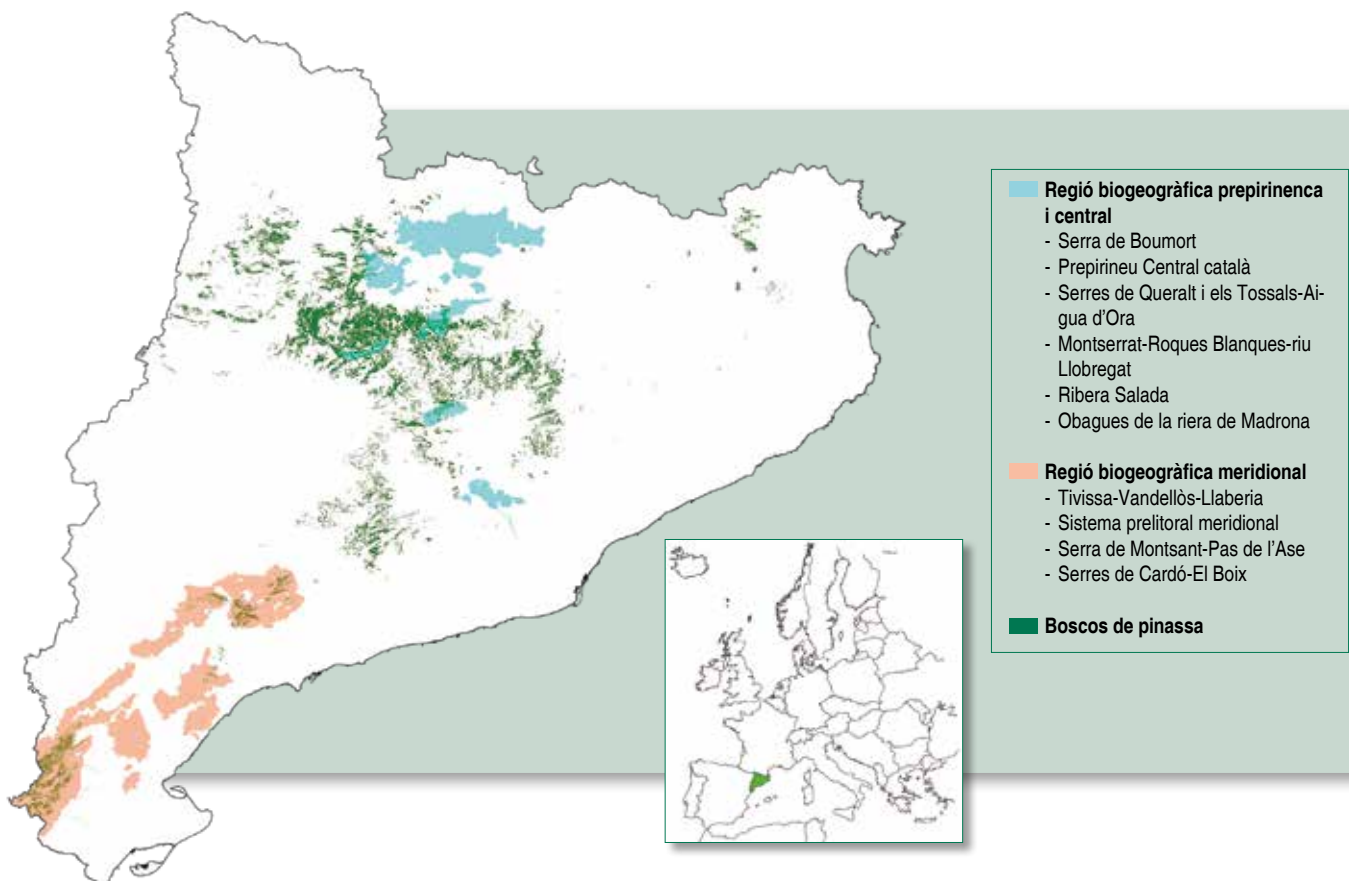 Regió biogeogràfica prepirinenca
i central
- Serra de Boumort
- Prepirineu Central català
- Serres de Queralt i els Tossals-Ai-
gua d'Ora
- Montserrat-Roques Blanques-riu
Llobregat
- Ribera Salada
- Obagues de la riera de Madrona
Regió biogeogràfica meridional
- Tivissa-Vandellòs-Llaberia
- Sistema prelitoral meridional
- Serra de Montsant-Pas de l'Ase
- Serres de Cardó-El Boix
Boscos de pinassa